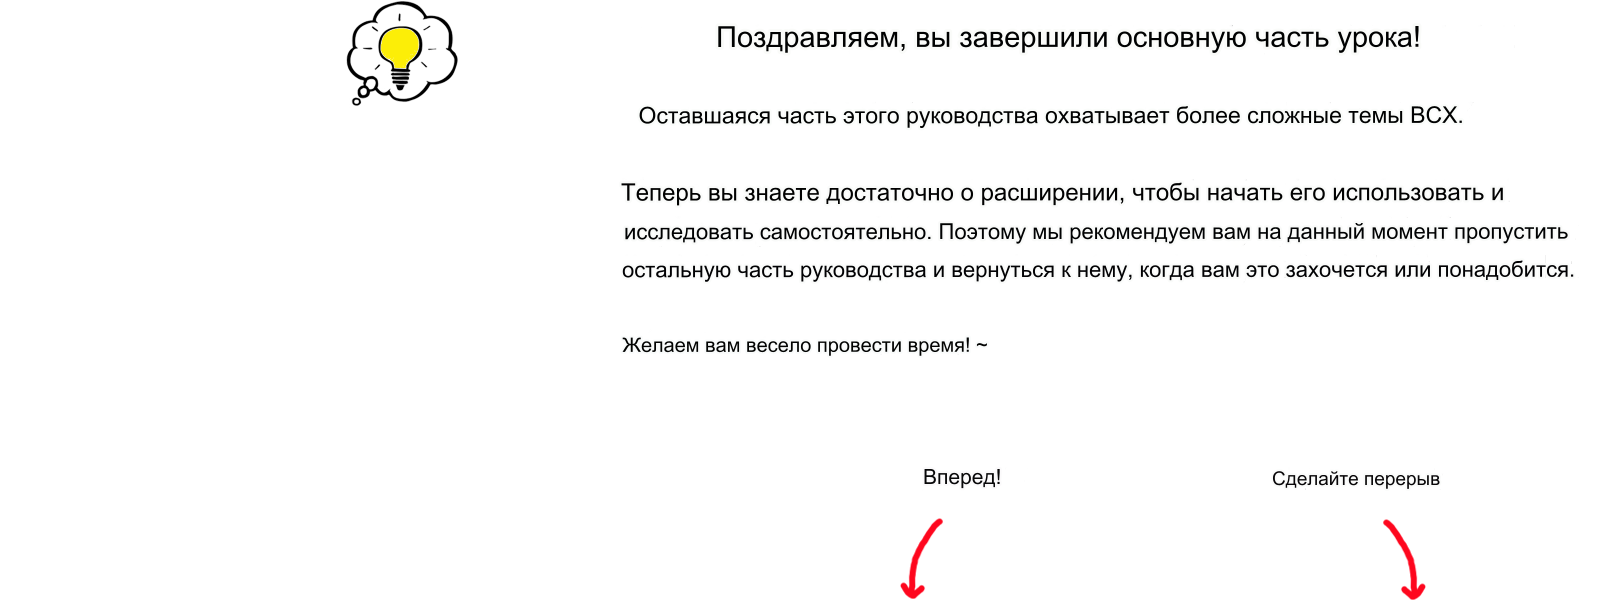 Поздравляем, вы завершили основную часть урока!
Оставшаяся часть этого руководства охватывает более сложные темы BCX.
Теперь вы знаете достаточно о расширении, чтобы начать его использовать и
исследовать самостоятельно. Поэтому мы рекомендуем вам на данный момент пропустить
остальную часть руководства и вернуться к нему, когда вам это захочется или понадобится.
Желаем вам весело провести время! ~
Вперед!
Сделайте перерыв